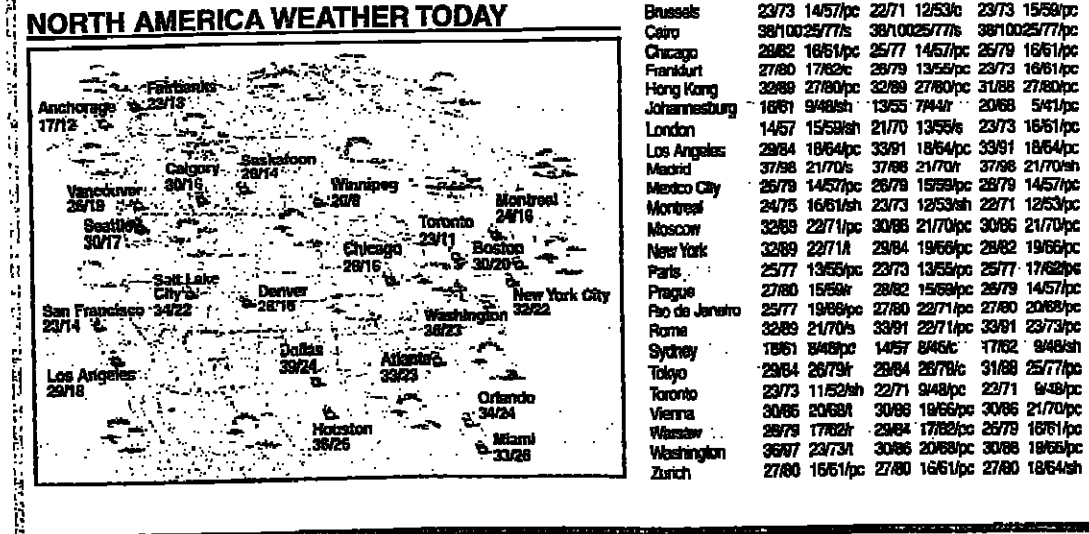 NORTH AMERICA WEATHER TODAY
Fairbanks
23/13
Anchorage
17/12
Calgary
30/16
Saskatoon
26/14
Vancouver
26/19
Winnipeg
20/8
Seattle
30/17
Montreal
24/16
Toronto
23/11
Boston
30/20
Chicago
28/16
Salt Lake
City
34/22
Denver
28/16
New York City
32/22
San Francisco
23/14
Washington
36/23
Los Angeles
29/18
Dallas
39/24
Atlanta
33/23
Orlando
34/24
Houston
36/25
Miami
33/26
Brussels 23/73 14/57/pc 22/71 12/53/c 23/73 15/59/pc
Cairo 38/100 25/77/s 38/100 25/77/s 38/100 25/77/pc
Chicago 28/82 16/61/pc 25/77 14/57/pc 26/79 16/61/pc
Frankfurt 27/80 17/62/c 26/79 13/55/pc 23/73 16/61/pc
Hong Kong 32/89 27/80/pc 32/89 27/80/pc 31/88 27/80/pc
Johannesburg 16/61 9/48/sh 13/55 7/44/r 20/68 5/41/pc
London 14/57 15/59/sh 21/70 13/55/s 23/73 16/61/pc
Los Angeles 29/84 18/64/pc 33/91 18/64/pc 33/91 18/64/pc
Madrid 37/98 21/70/s 37/98 21/70/r 37/98 21/70/sh
Mexico City 26/79 14/57/pc 26/79 15/59/pc 26/79 14/57/pc
Montreal 24/75 16/61/sh 23/73 12/53/sh 22/71 12/53/pc
Moscow 32/89 22/71/pc 30/86 21/70/pc 30/86 21/70/pc
New York 32/89 22/71/t 29/84 19/66/pc 28/82 19/66/pc
Paris 25/77 13/55/pc 23/73 13/55/pc 25/77 17/62/pc
Prague 27/80 15/59/r 28/82 15/59/pc 26/79 14/57/pc
Rio de Janeiro 25/77 19/66/pc 27/80 22/71/pc 27/80 20/68/pc
Rome 32/89 21/70/s 33/91 22/71/pc 33/91 23/73/pc
Sydney 16/61 8/46/pc 14/57 8/46/c 17/62 9/48/sh
Tokyo 29/84 26/79/r 29/84 26/79/c 31/88 25/77/pc
Toronto 23/73 11/52/sh 22/71 9/48/pc 22/71 9/48/pc
Vienna 30/86 20/68/t 30/86 19/66/pc 30/86 21/70/pc
Warsaw 26/79 17/62/r 29/84 17/62/pc 26/79 16/61/pc
Washington 36/97 23/73/t 30/86 20/68/pc 30/86 19/66/pc
Zurich 27/80 16/61/pc 27/80 16/61/pc 27/80 18/64/sh